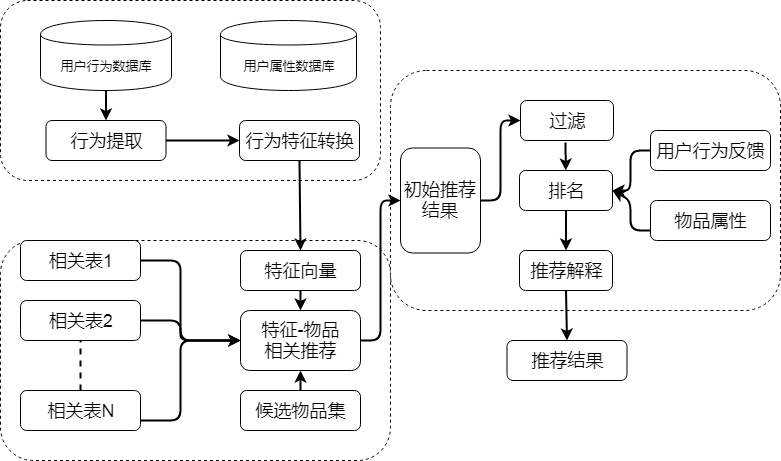 用户行为数据库
用户属性数据库
行为提取
行为特征转换
相关表1
相关表2
相关表N
特征向量
特征-物品
相关推荐
候选物品集
初始推荐
结果
过滤
排名
推荐解释
用户行为反馈
物品属性
推荐结果